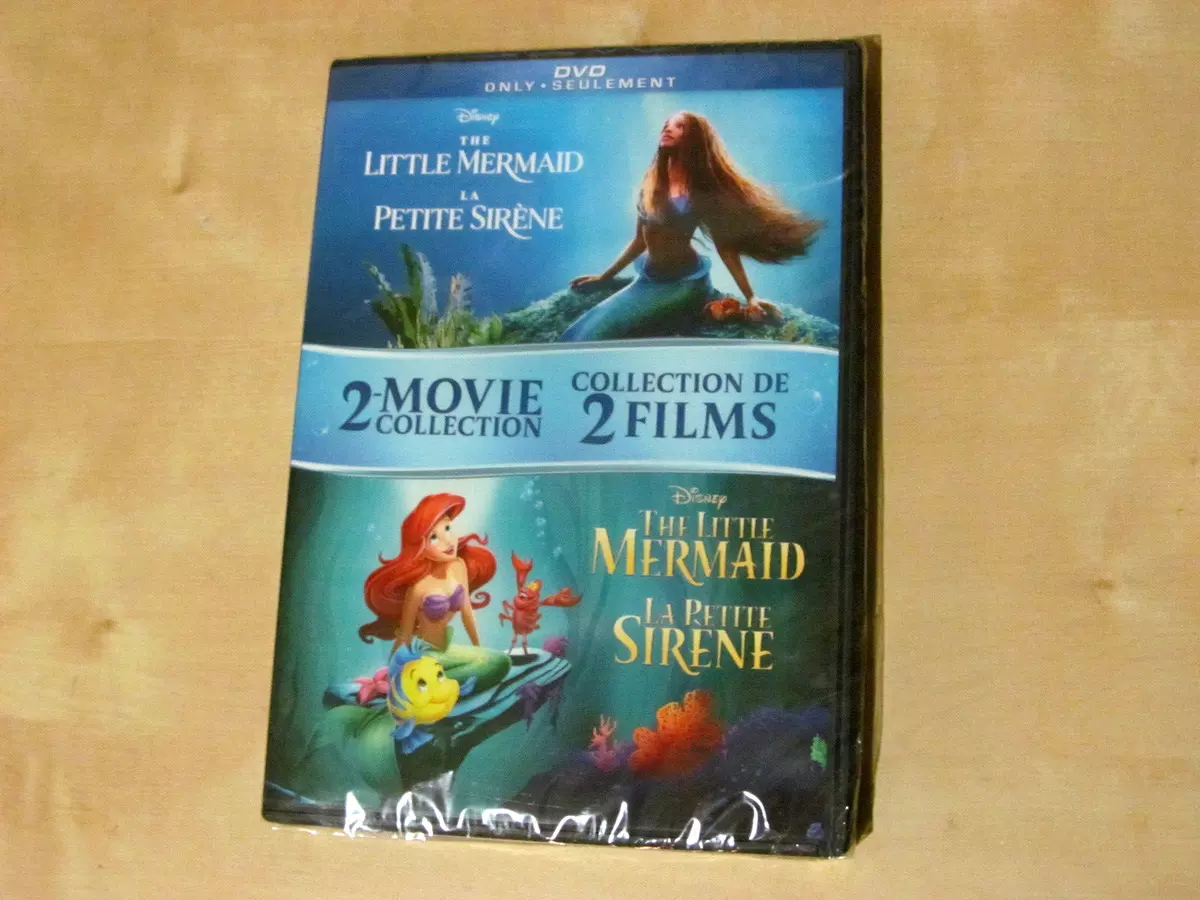 DVD
ONLY • SEULEMENT
Disney
THE
LITTLE MERMAID
LA
PETITE SIRÈNE
2-MOVIE
COLLECTION
COLLECTION DE
2 FILMS
Disney
THE LITTLE
MERMAID
LA PETITE
SIRÈNE